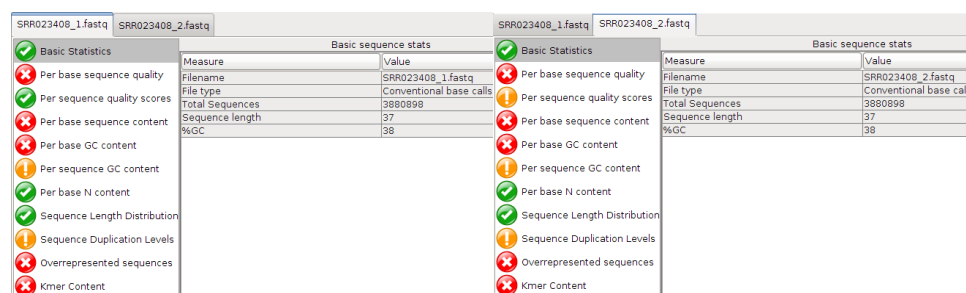 SRR023408_1.fastq SRR023408_2.fastq
Basic Statistics
Per base sequence quality
Per sequence quality scores
Per base sequence content
Per base GC content
Per sequence GC content
Per base N content
Sequence Length Distribution
Sequence Duplication Levels
Overrepresented sequences
Kmer Content
Basic sequence stats
Measure Value
Filename SRR023408_1.fastq
File type Conventional base calls
Total Sequences 3880898
Sequence length 37
%GC 38
SRR023408_1.fastq SRR023408_2.fastq
Basic Statistics
Per base sequence quality
Per sequence quality scores
Per base sequence content
Per base GC content
Per sequence GC content
Per base N content
Sequence Length Distribution
Sequence Duplication Levels
Overrepresented sequences
Kmer Content
Basic sequence stats
Measure Value
Filename SRR023408_2.fastq
File type Conventional base cal
Total Sequences 3880898
Sequence length 37
%GC 38